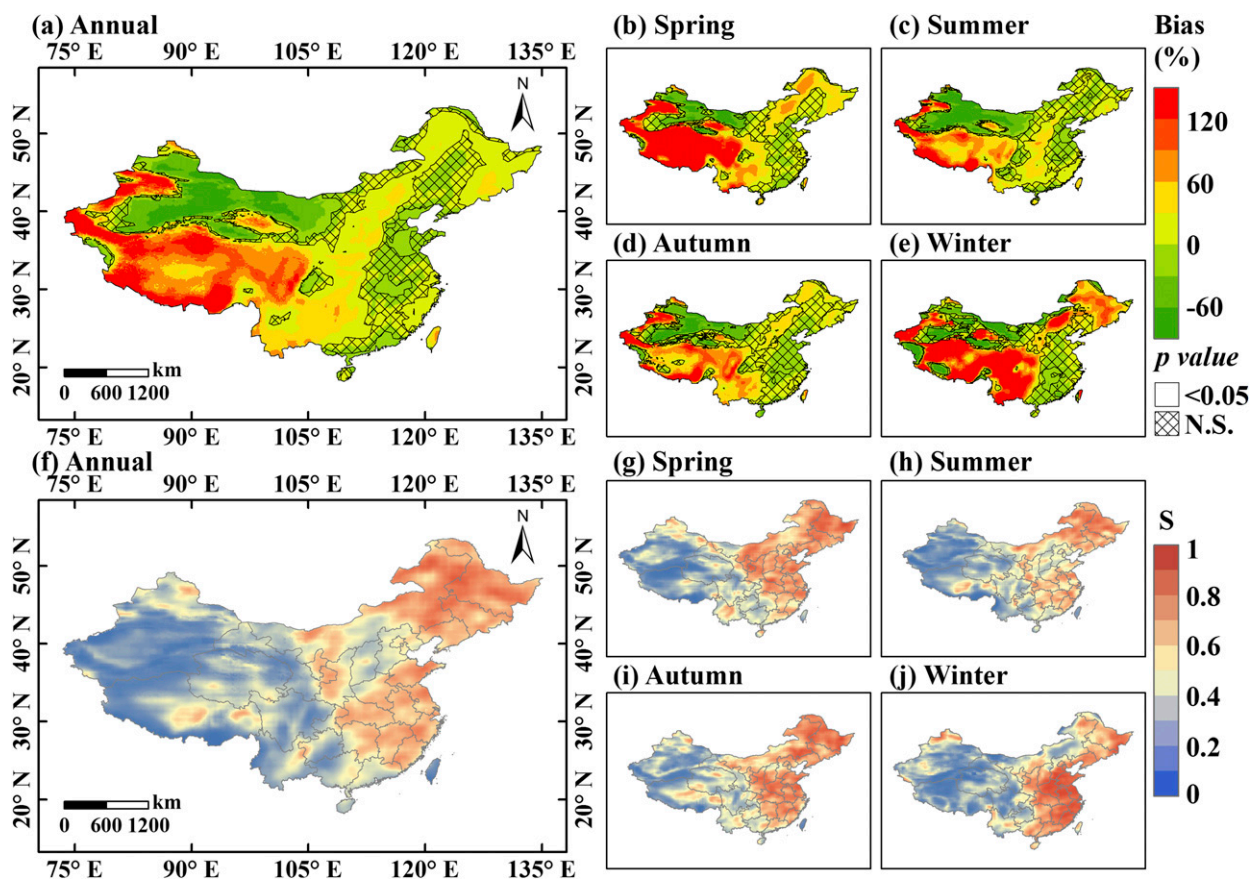 (a) Annual
75° E 90° E 105° E 120° E 135° E
50° N
40° N
30° N
20° N
N
km
0 600 1200
50° N
40° N
30° N
20° N
(b) Spring
(c) Summer
(d) Autumn
(e) Winter
Bias
(%)
120
60
0
-60
p value
<0.05
N.S.
75° E 90° E 105° E 120° E 135° E
(f) Annual
75° E 90° E 105° E 120° E 135° E
50° N
40° N
30° N
20° N
N
km
0 600 1200
50° N
40° N
30° N
20° N
75° E 90° E 105° E 120° E 135° E
(g) Spring
(h) Summer
(i) Autumn
(j) Winter
S
1
0.8
0.6
0.4
0.2
0